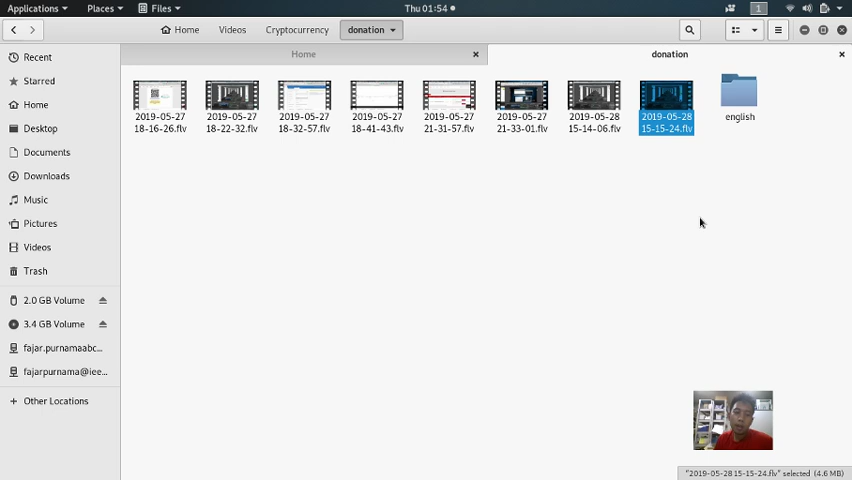 Applications Places Files Thu 01:54 1
Home Videos Cryptocurrency donation
Recent
Starred
Home
Desktop
Documents
Downloads
Music
Pictures
Videos
Trash
2.0 GB Volume
3.4 GB Volume
fajar.purnamaabc...
fajarpurnama@iee...
Other Locations
Home donation
2019-05-27 18-16-26.flv
2019-05-27 18-22-32.flv
2019-05-27 18-32-57.flv
2019-05-27 18-41-43.flv
2019-05-27 21-31-57.flv
2019-05-27 21-33-01.flv
2019-05-28 15-14-06.flv
2019-05-28 15-15-24.flv
english
"2019-05-28 15-15-24.flv" selected (4.6 MB)